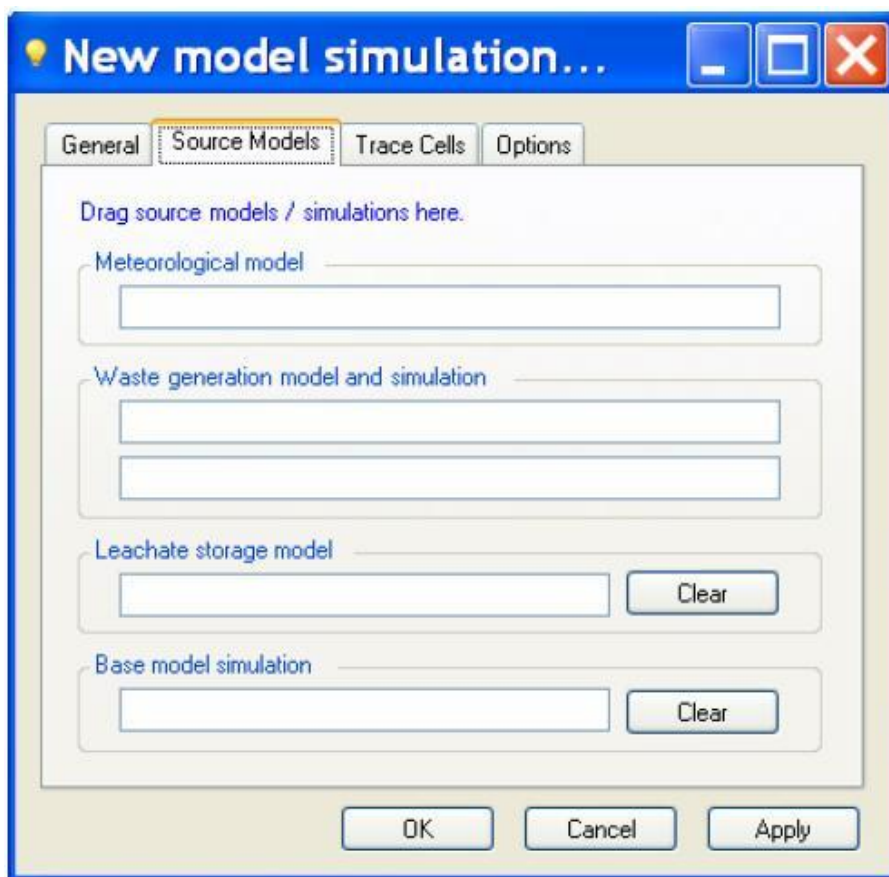 New model simulation...
General Source Models Trace Cells Options
Drag source models / simulations here.
Meteorological model
Waste generation model and simulation
Leachate storage model
Clear
Base model simulation
Clear
OK Cancel Apply